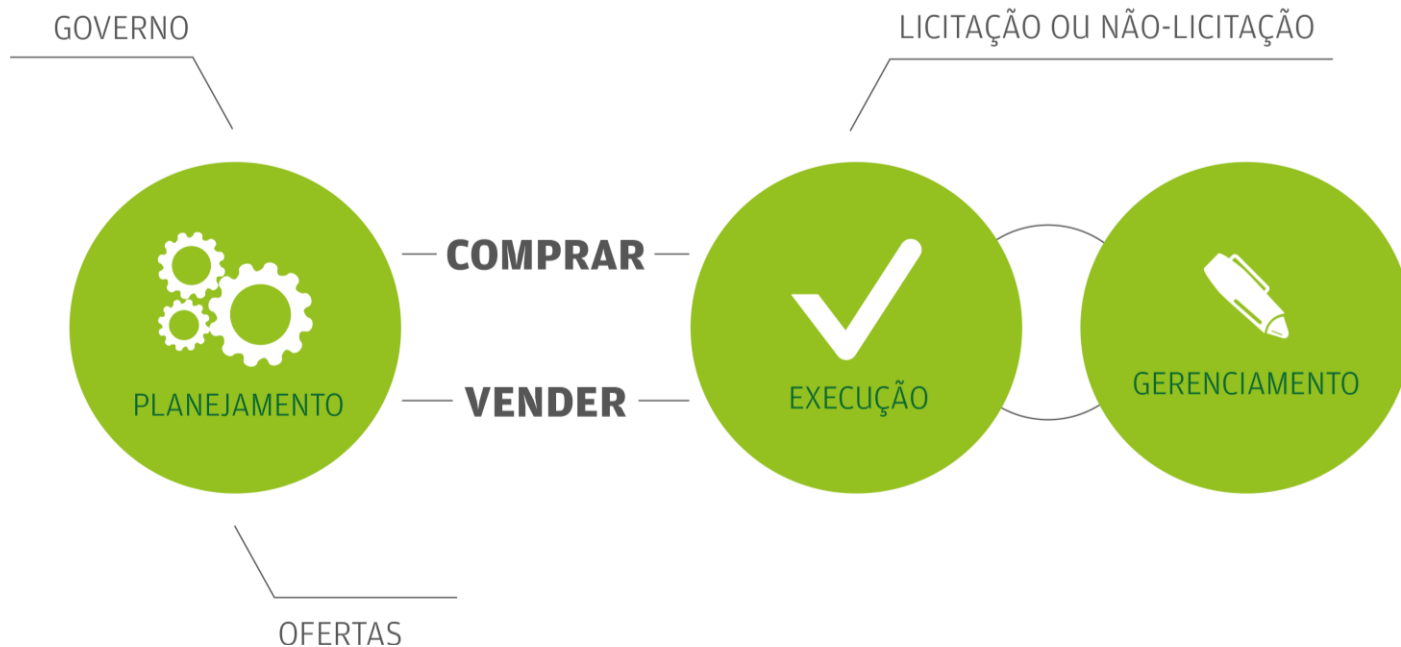 GOVERNO
LICITAÇÃO OU NÃO-LICITAÇÃO
COMPRAR
VENDER
PLANEJAMENTO
EXECUÇÃO
GERENCIAMENTO
OFERTAS